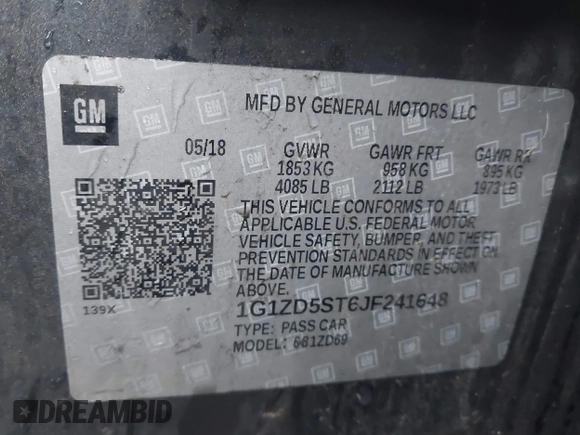 GM
MFD BY GENERAL MOTORS LLC
05/18 GVWR GAWR FRT GAWR RR
1853 KG 958 KG 895 KG
4085 LB 2112 LB 1973 LB
THIS VEHICLE CONFORMS TO ALL
APPLICABLE U.S. FEDERAL MOTOR
VEHICLE SAFETY, BUMPER, AND THEFT
PREVENTION STANDARDS IN EFFECT ON
THE DATE OF MANUFACTURE SHOWN
ABOVE.
139X
1G1ZD5ST6JF241648
TYPE: PASS CAR
MODEL: 6G1ZD69
DREAMBID